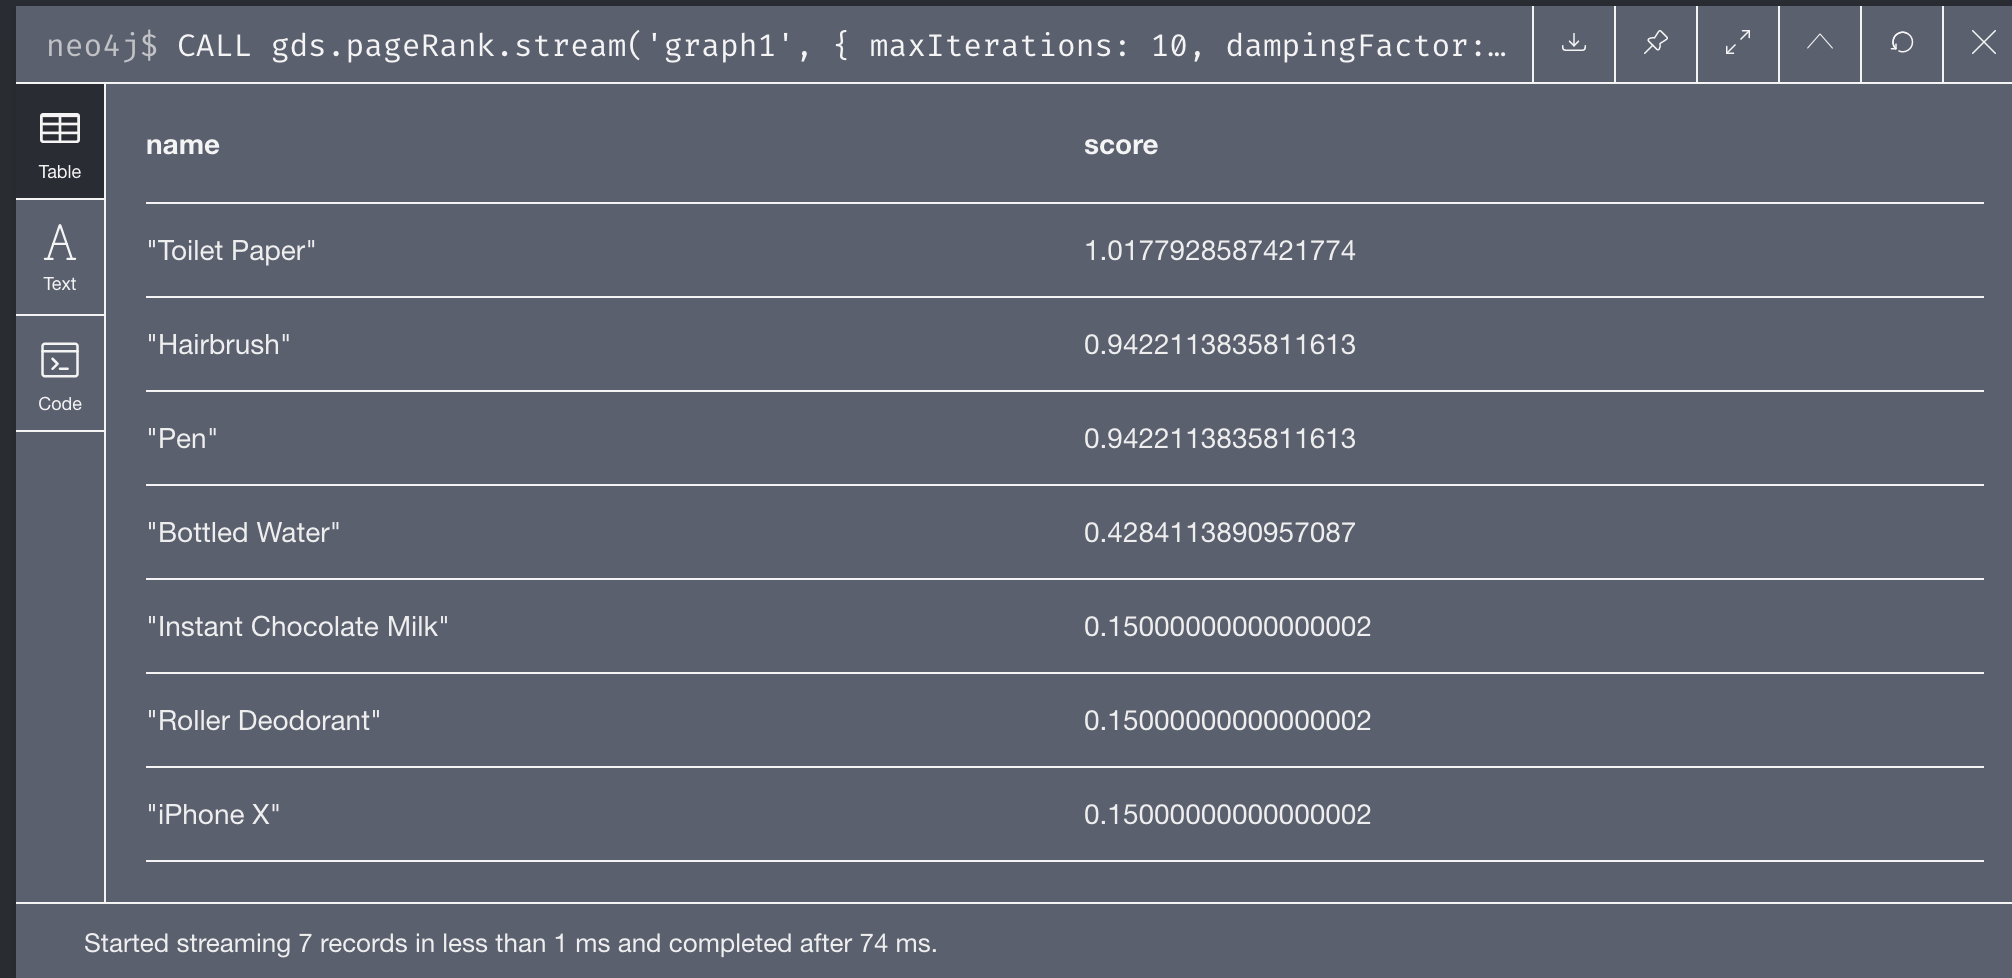 neo4j$ CALL gds.pageRank.stream('graph1', { maxIterations: 10, dampingFactor:…
Table
Text
Code
name score
"Toilet Paper" 1.0177928587421774
"Hairbrush" 0.9422113835811613
"Pen" 0.9422113835811613
"Bottled Water" 0.4284113890957087
"Instant Chocolate Milk" 0.15000000000000002
"Roller Deodorant" 0.15000000000000002
"iPhone X" 0.15000000000000002
Started streaming 7 records in less than 1 ms and completed after 74 ms.